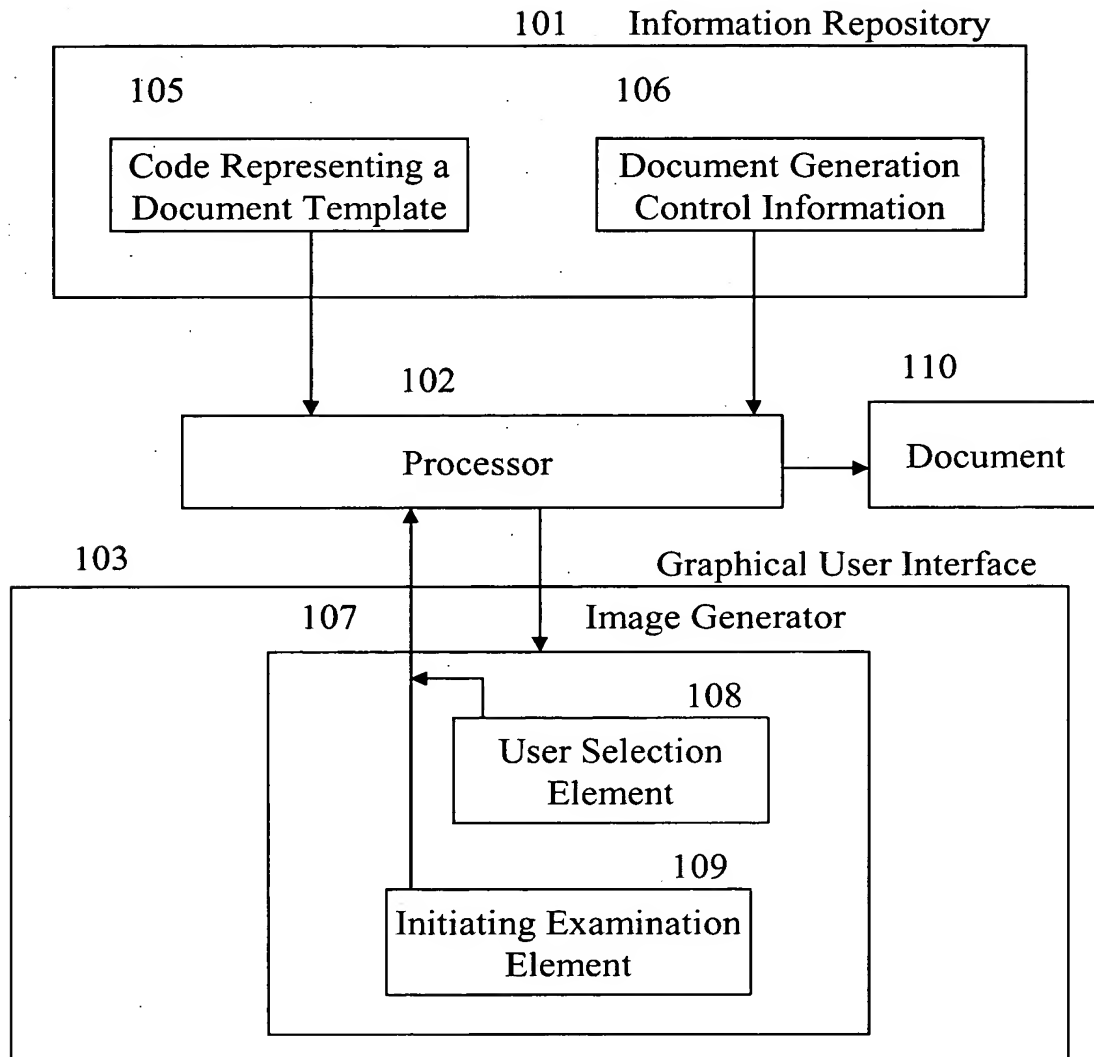 101 Information Repository
105 106
Code Representing a
Document Template
Document Generation
Control Information
102 110
Processor
Document
103 Graphical User Interface
107 Image Generator
108
User Selection
Element
109
Initiating Examination
Element